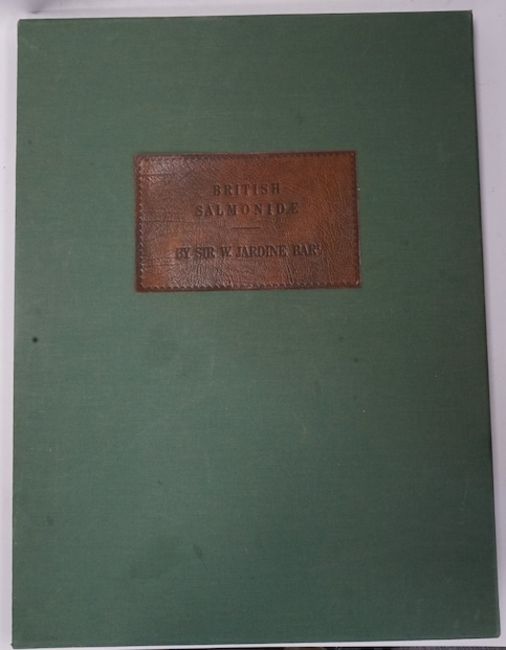 BRITISH
SALMONIDÆ
BY SIR W. JARDINE BART